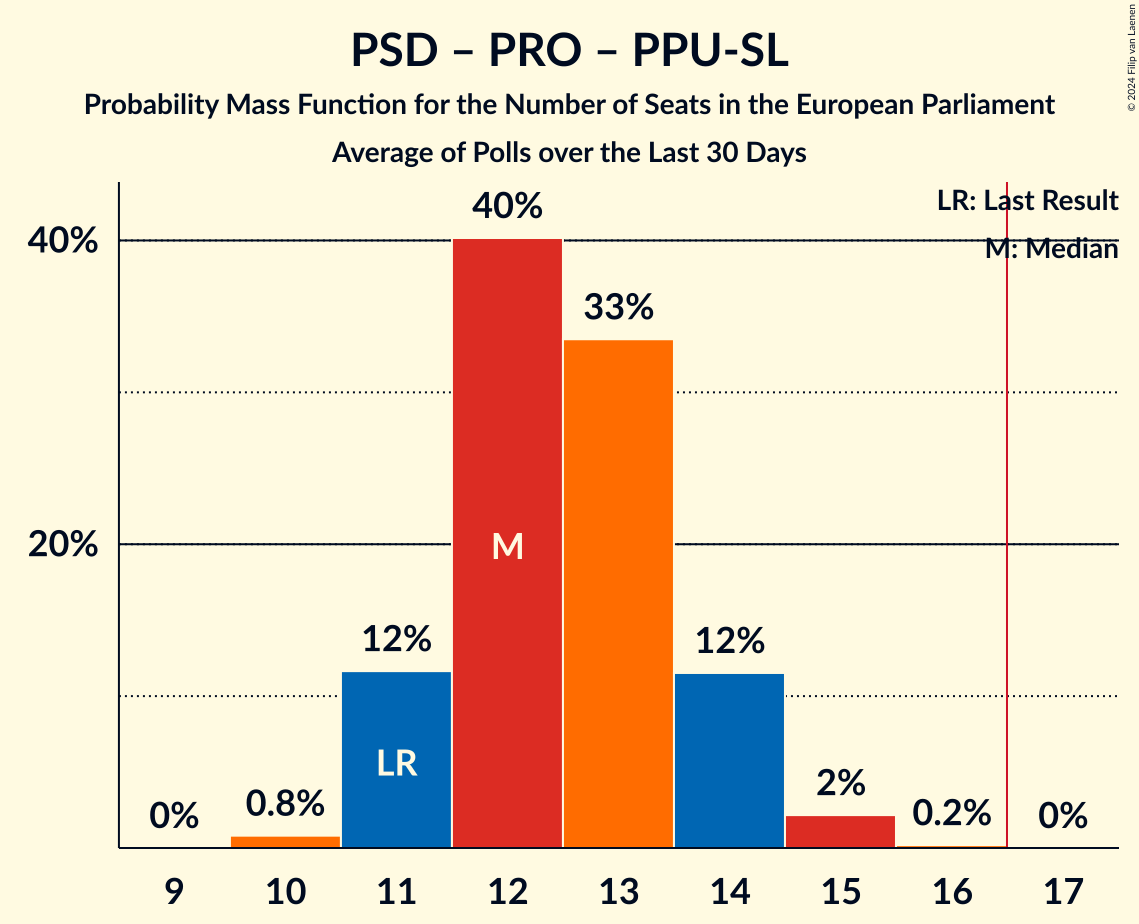 PSD – PRO – PPU-SL
Probability Mass Function for the Number of Seats in the European Parliament
Average of Polls over the Last 30 Days
© 2024 Filip van Laenen
LR: Last Result
M: Median
40%
20%
0%
0.8%
12%
40%
33%
12%
2%
0.2%
0%
LR
M
9 10 11 12 13 14 15 16 17